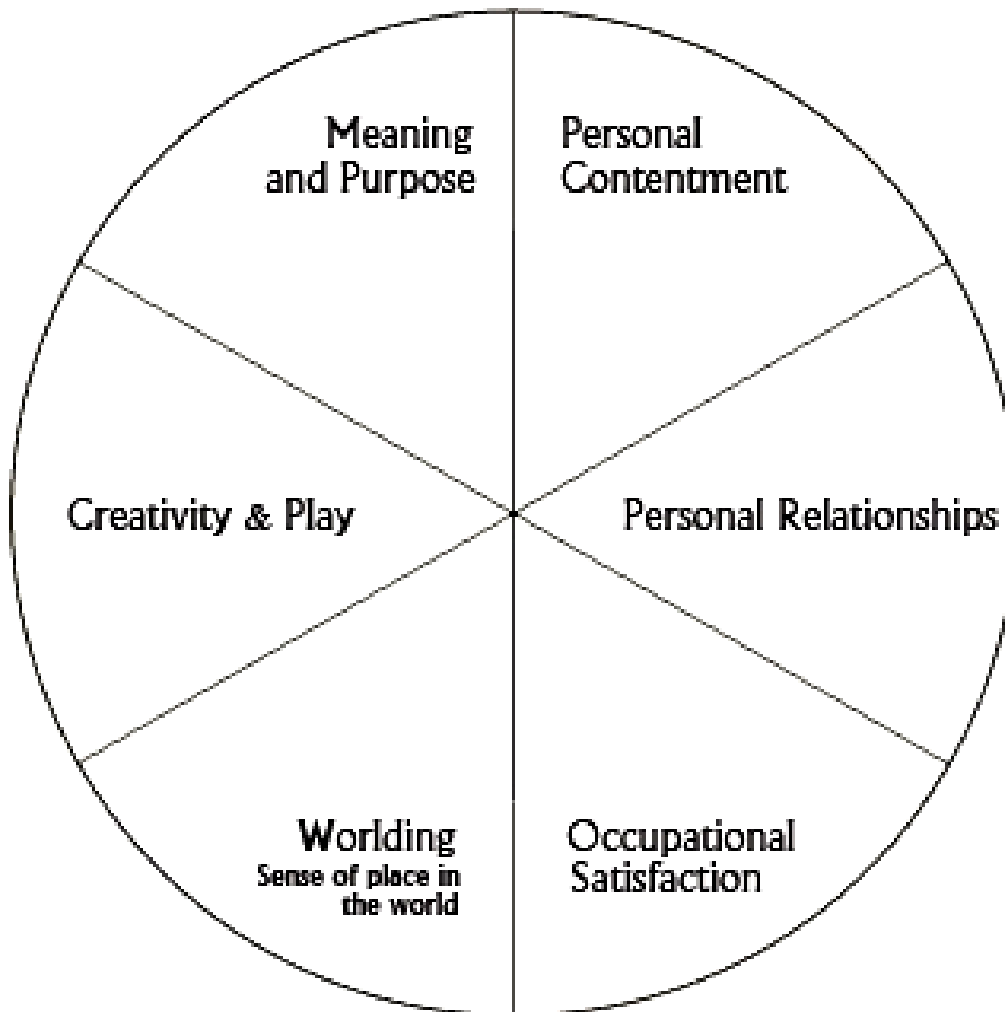 Meaning
and Purpose
Personal
Contentment
Creativity & Play
Personal Relationships
Worlding
Sense of place in
the world
Occupational
Satisfaction